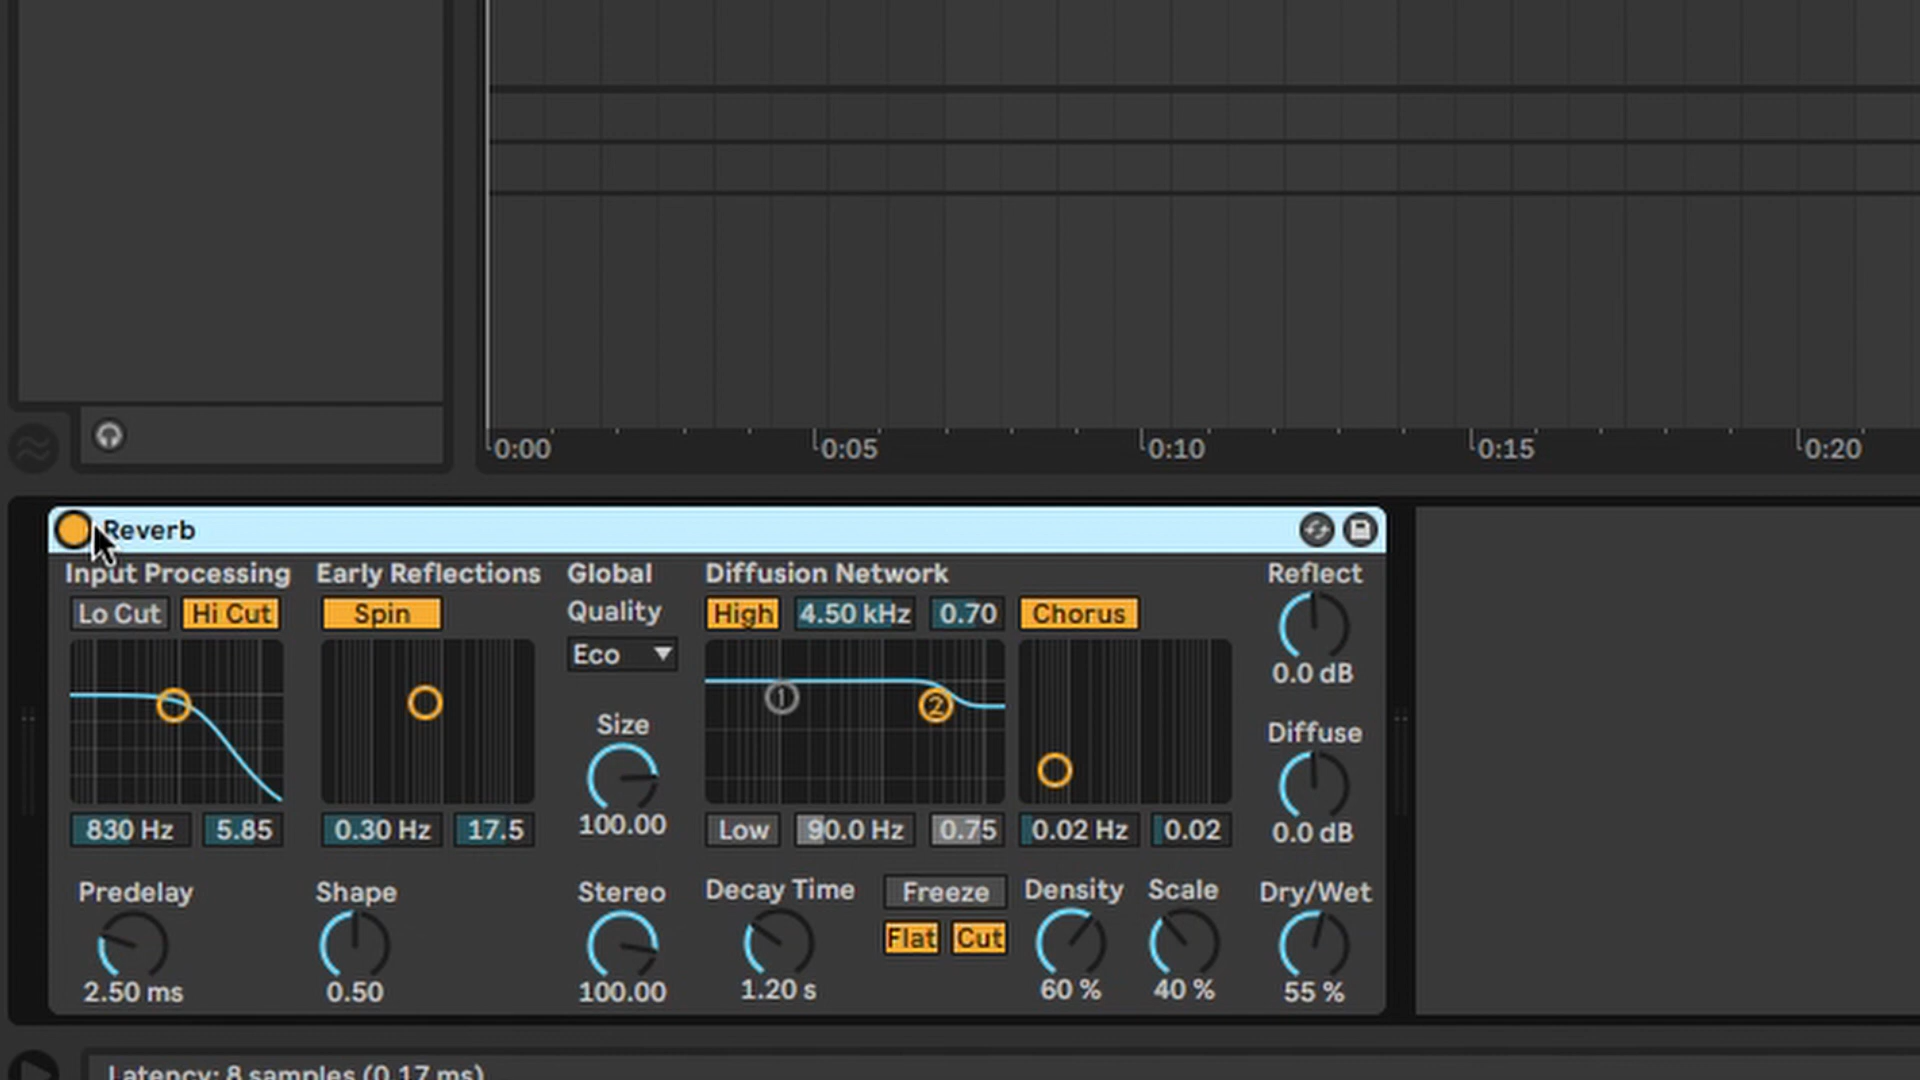 0:00 0:05 0:10 0:15 0:20
Reverb
Input Processing Early Reflections Global Diffusion Network Reflect
Lo Cut Hi Cut Spin Quality High 4.50 kHz 0.70 Chorus
Eco
0.0 dB
1 2
Size
Diffuse
830 Hz 5.85 0.30 Hz 17.5 100.00 Low 90.0 Hz 0.75 0.02 Hz 0.02 0.0 dB
Predelay Shape Stereo Decay Time Freeze Density Scale Dry/Wet
Flat Cut
2.50 ms 0.50 100.00 1.20 s 60 % 40 % 55 %
Latency: 8 samples (0.17 ms)